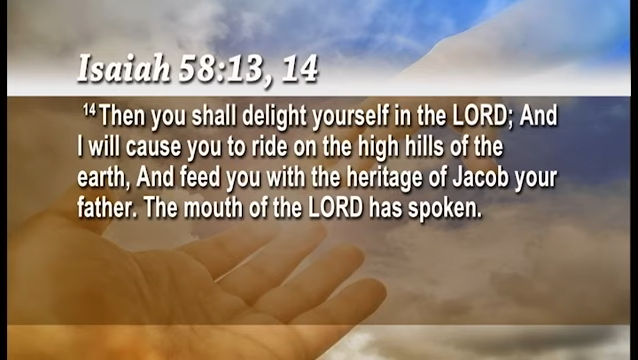 Isaiah 58:13, 14
14 Then you shall delight yourself in the LORD; And
I will cause you to ride on the high hills of the
earth, And feed you with the heritage of Jacob your
father. The mouth of the LORD has spoken.